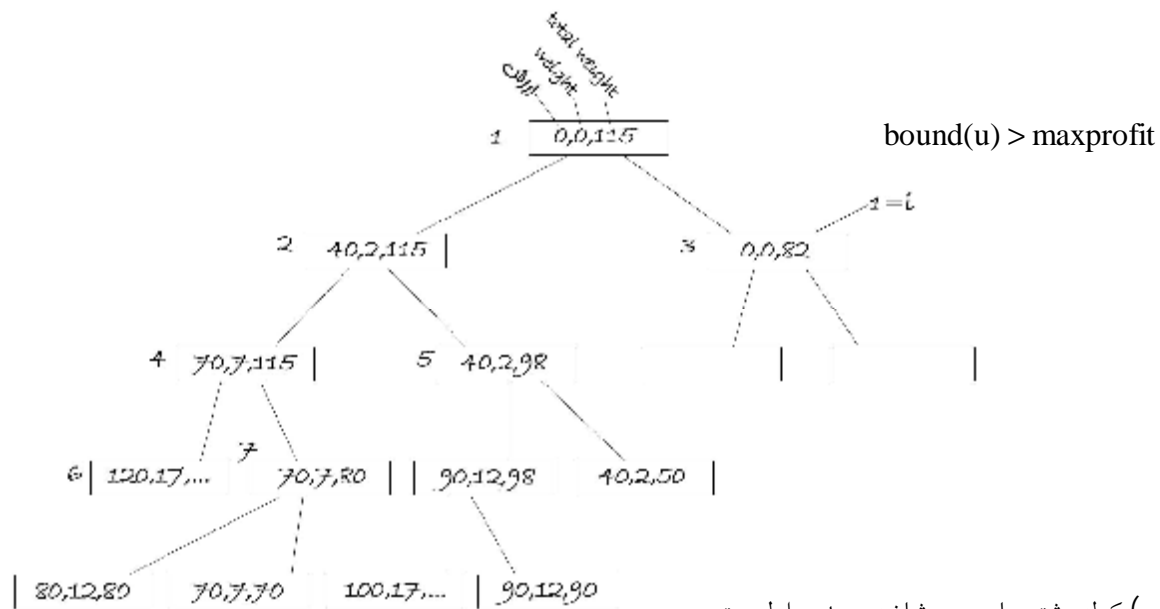 total weight
weight
ارزش
1 0,0,115
bound(u) > maxprofit
1=i
2 40,2,115
3 0,0,82
4 70,7,115
5 40,2,98
6 120,17,...
7 70,7,80
90,12,98
40,2,50
80,12,80
70,7,70
100,17,...
90,12,90